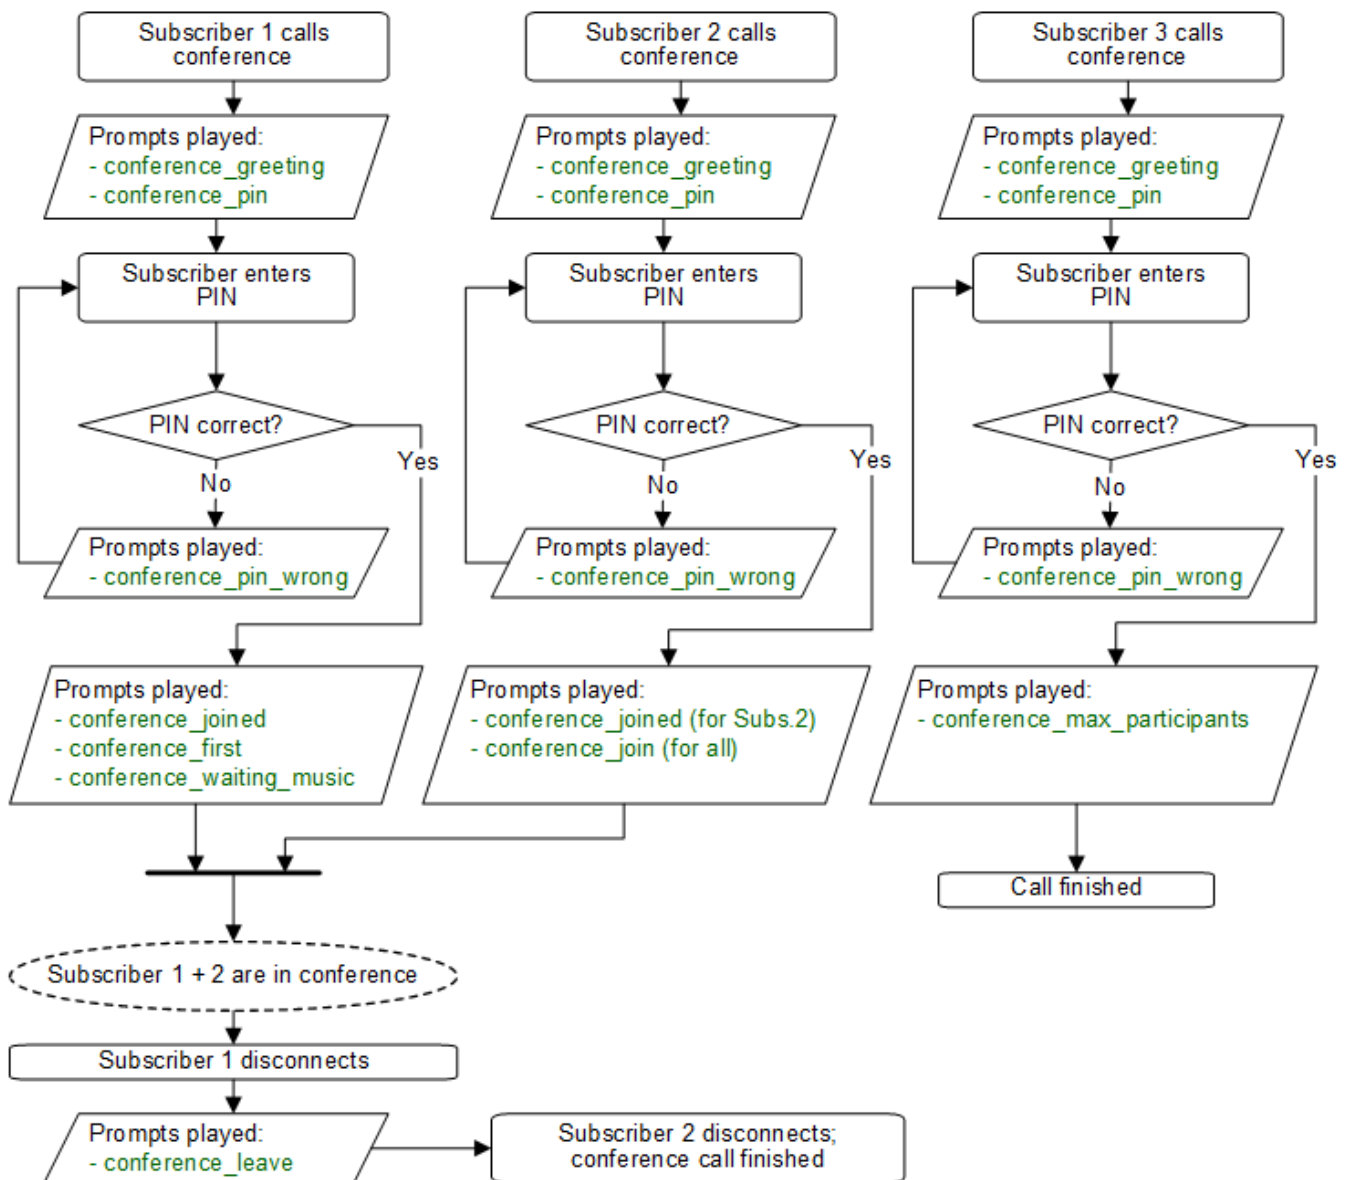 Subscriber 1 calls
conference
Prompts played:
- conference_greeting
- conference_pin
Subscriber enters
PIN
PIN correct?
Yes
No
Prompts played:
- conference_pin_wrong
Prompts played:
- conference_joined
- conference_first
- conference_waiting_music
Subscriber 2 calls
conference
Prompts played:
- conference_greeting
- conference_pin
Subscriber enters
PIN
PIN correct?
Yes
No
Prompts played:
- conference_pin_wrong
Prompts played:
- conference_joined (for Subs.2)
- conference_join (for all)
Subscriber 3 calls
conference
Prompts played:
- conference_greeting
- conference_pin
Subscriber enters
PIN
PIN correct?
Yes
No
Prompts played:
- conference_pin_wrong
Prompts played:
- conference_max_participants
Call finished
Subscriber 1 + 2 are in conference
Subscriber 1 disconnects
Prompts played:
- conference_leave
Subscriber 2 disconnects;
conference call finished